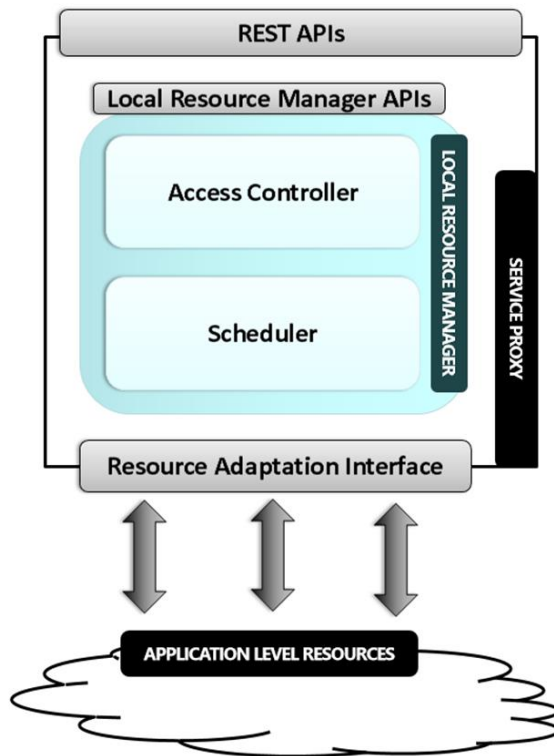 REST APIs
Local Resource Manager APIs
Access Controller
LOCAL RESOURCE MANAGER
SERVICE PROXY
Scheduler
Resource Adaptation Interface
APPLICATION LEVEL RESOURCES